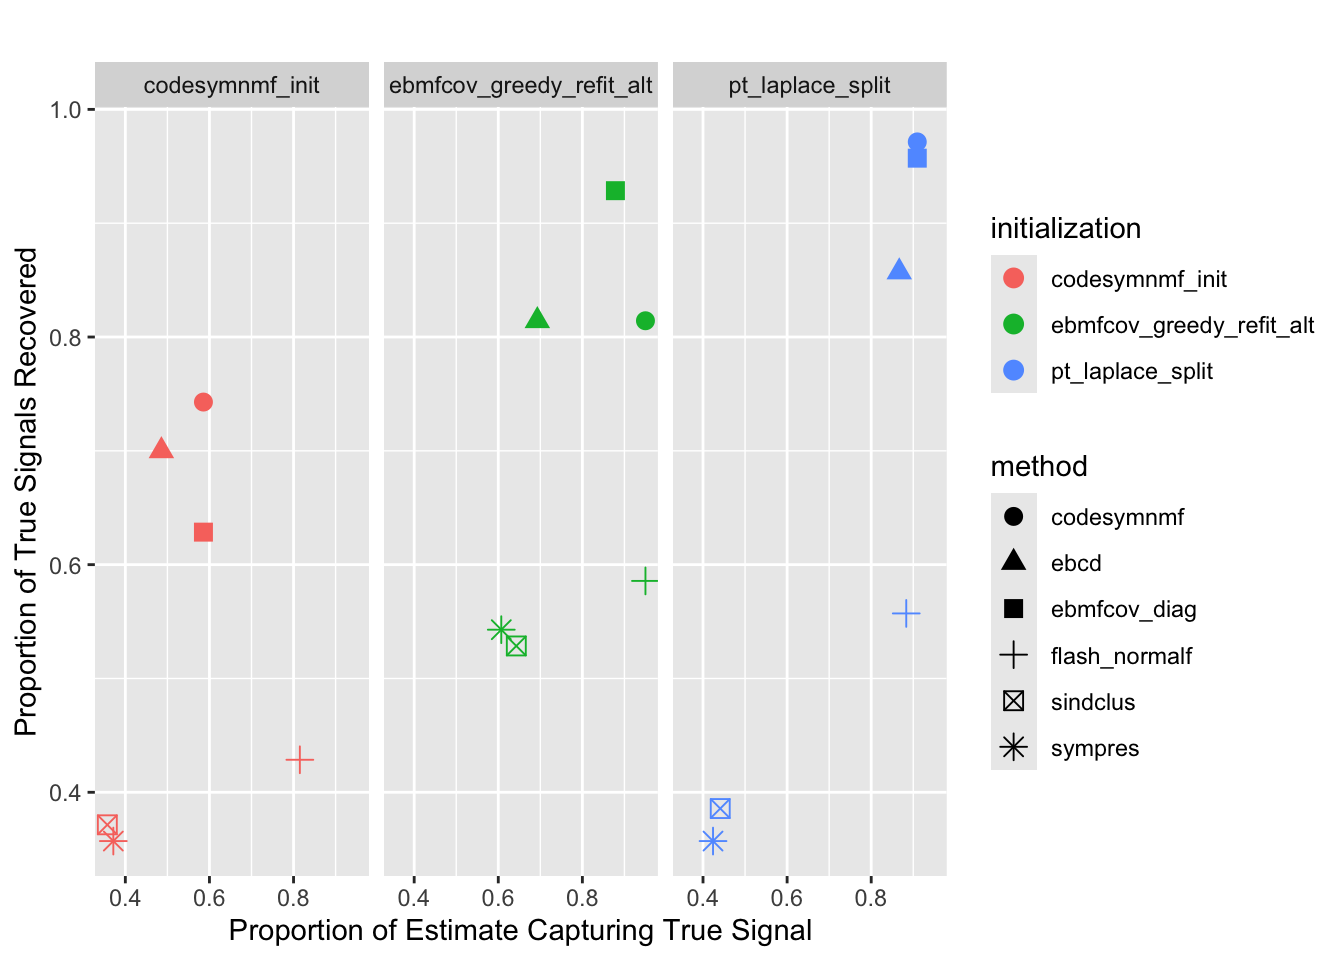 codesymnmf_init
ebmfcov_greedy_refit_alt
pt_laplace_split
1.0
0.8
0.6
0.4
Proportion of True Signals Recovered
0.4 0.6 0.8
0.4 0.6 0.8
0.4 0.6 0.8
Proportion of Estimate Capturing True Signal
initialization
codesymnmf_init
ebmfcov_greedy_refit_alt
pt_laplace_split
method
codesymnmf
ebcd
ebmfcov_diag
flash_normalf
sindclus
sympres